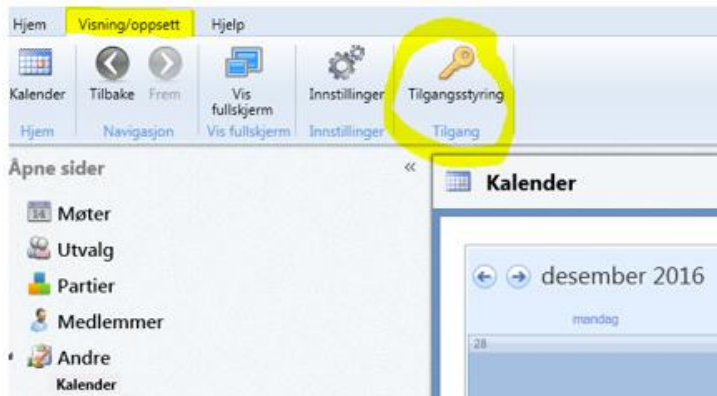 Hjem Visning/oppsett Hjelp
Kalender Tilbake Frem Vis fullskjerm Innstillinger Tilgangsstyring
Hjem Navigasjon Vis fullskjerm Innstillinger Tilgang
Åpne sider «
Kalender
14 Møter
Utvalg
Partier
Medlemmer
Andre
Kalender
desember 2016
mandag
28